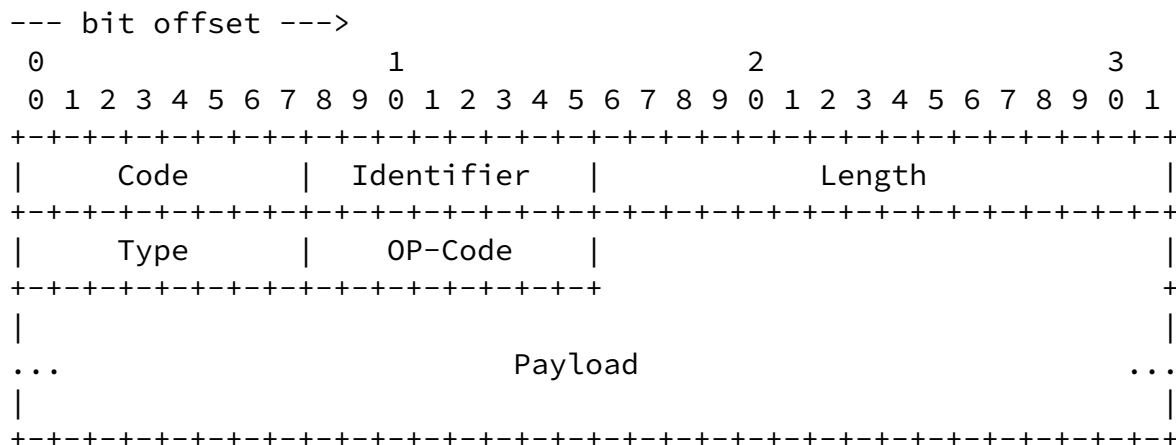 --- bit offset --->
 0                   1                   2                   3
 0 1 2 3 4 5 6 7 8 9 0 1 2 3 4 5 6 7 8 9 0 1 2 3 4 5 6 7 8 9 0 1
+-+-+-+-+-+-+-+-+-+-+-+-+-+-+-+-+-+-+-+-+-+-+-+-+-+-+-+-+-+-+-+-+
|     Code      |  Identifier   |            Length             |
+-+-+-+-+-+-+-+-+-+-+-+-+-+-+-+-+-+-+-+-+-+-+-+-+-+-+-+-+-+-+-+-+
|     Type      |    OP-Code    |                               |
+-+-+-+-+-+-+-+-+-+-+-+-+-+-+-+-+                               +
|                                                               |
...                         Payload                           ...
|                                                               |
+-+-+-+-+-+-+-+-+-+-+-+-+-+-+-+-+-+-+-+-+-+-+-+-+-+-+-+-+-+-+-+-+